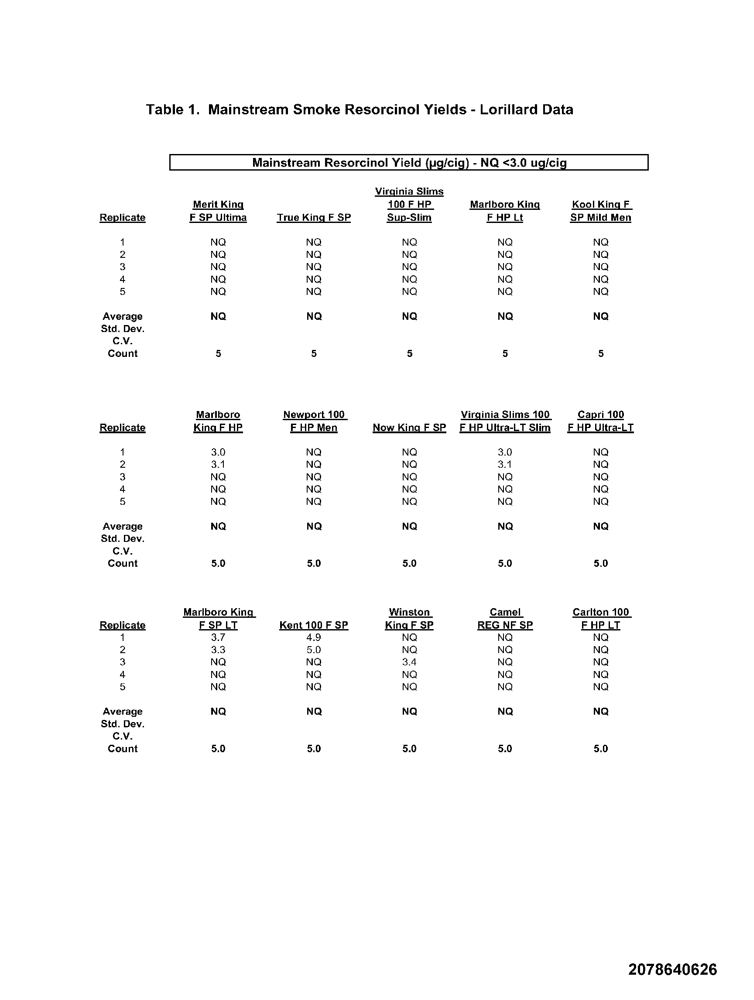 Table 1.  Mainstream Smoke Resorcinol Yields - Lorillard Data
Mainstream Resorcinol Yield (µg/cig) - NQ <3.0 ug/cig
Virginia Slims
Merit King 100 F HP Marlboro King Kool King F
Replicate F SP Ultima True King F SP Sup-Slim F HP Lt SP Mild Men
1 NQ NQ NQ NQ NQ
2 NQ NQ NQ NQ NQ
3 NQ NQ NQ NQ NQ
4 NQ NQ NQ NQ NQ
5 NQ NQ NQ NQ NQ
Average NQ NQ NQ NQ NQ
Std. Dev.
C.V.
Count 5 5 5 5 5
Marlboro Newport 100 Virginia Slims 100 Capri 100
Replicate King F HP F HP Men Now King F SP F HP Ultra-LT Slim F HP Ultra-LT
1 3.0 NQ NQ 3.0 NQ
2 3.1 NQ NQ 3.1 NQ
3 NQ NQ NQ NQ NQ
4 NQ NQ NQ NQ NQ
5 NQ NQ NQ NQ NQ
Average NQ NQ NQ NQ NQ
Std. Dev.
C.V.
Count 5.0 5.0 5.0 5.0 5.0
Marlboro King Winston Camel Carlton 100
Replicate F SP LT Kent 100 F SP King F SP REG NF SP F HP LT
1 3.7 4.9 NQ NQ NQ
2 3.3 5.0 NQ NQ NQ
3 NQ NQ 3.4 NQ NQ
4 NQ NQ NQ NQ NQ
5 NQ NQ NQ NQ NQ
Average NQ NQ NQ NQ NQ
Std. Dev.
C.V.
Count 5.0 5.0 5.0 5.0 5.0
2078640626